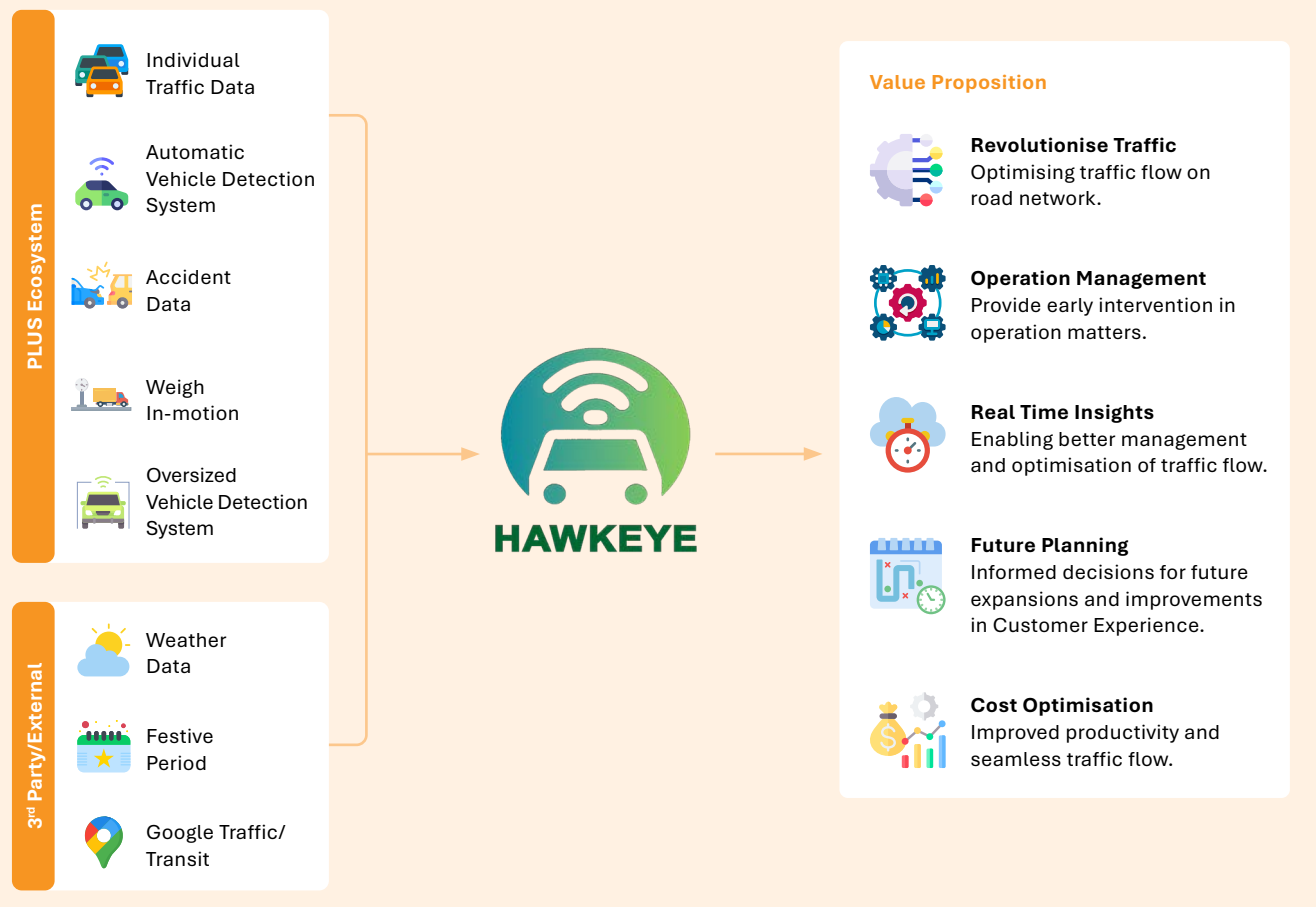 PLUS Ecosystem
Individual
Traffic Data
Automatic
Vehicle Detection
System
Accident
Data
Weigh
In-motion
Oversized
Vehicle Detection
System
3rd Party/External
Weather
Data
Festive
Period
Google Traffic/
Transit
HAWKEYE
Value Proposition
Revolutionise Traffic
Optimising traffic flow on
road network.
Operation Management
Provide early intervention in
operation matters.
Real Time Insights
Enabling better management
and optimisation of traffic flow.
Future Planning
Informed decisions for future
expansions and improvements
in Customer Experience.
Cost Optimisation
Improved productivity and
seamless traffic flow.